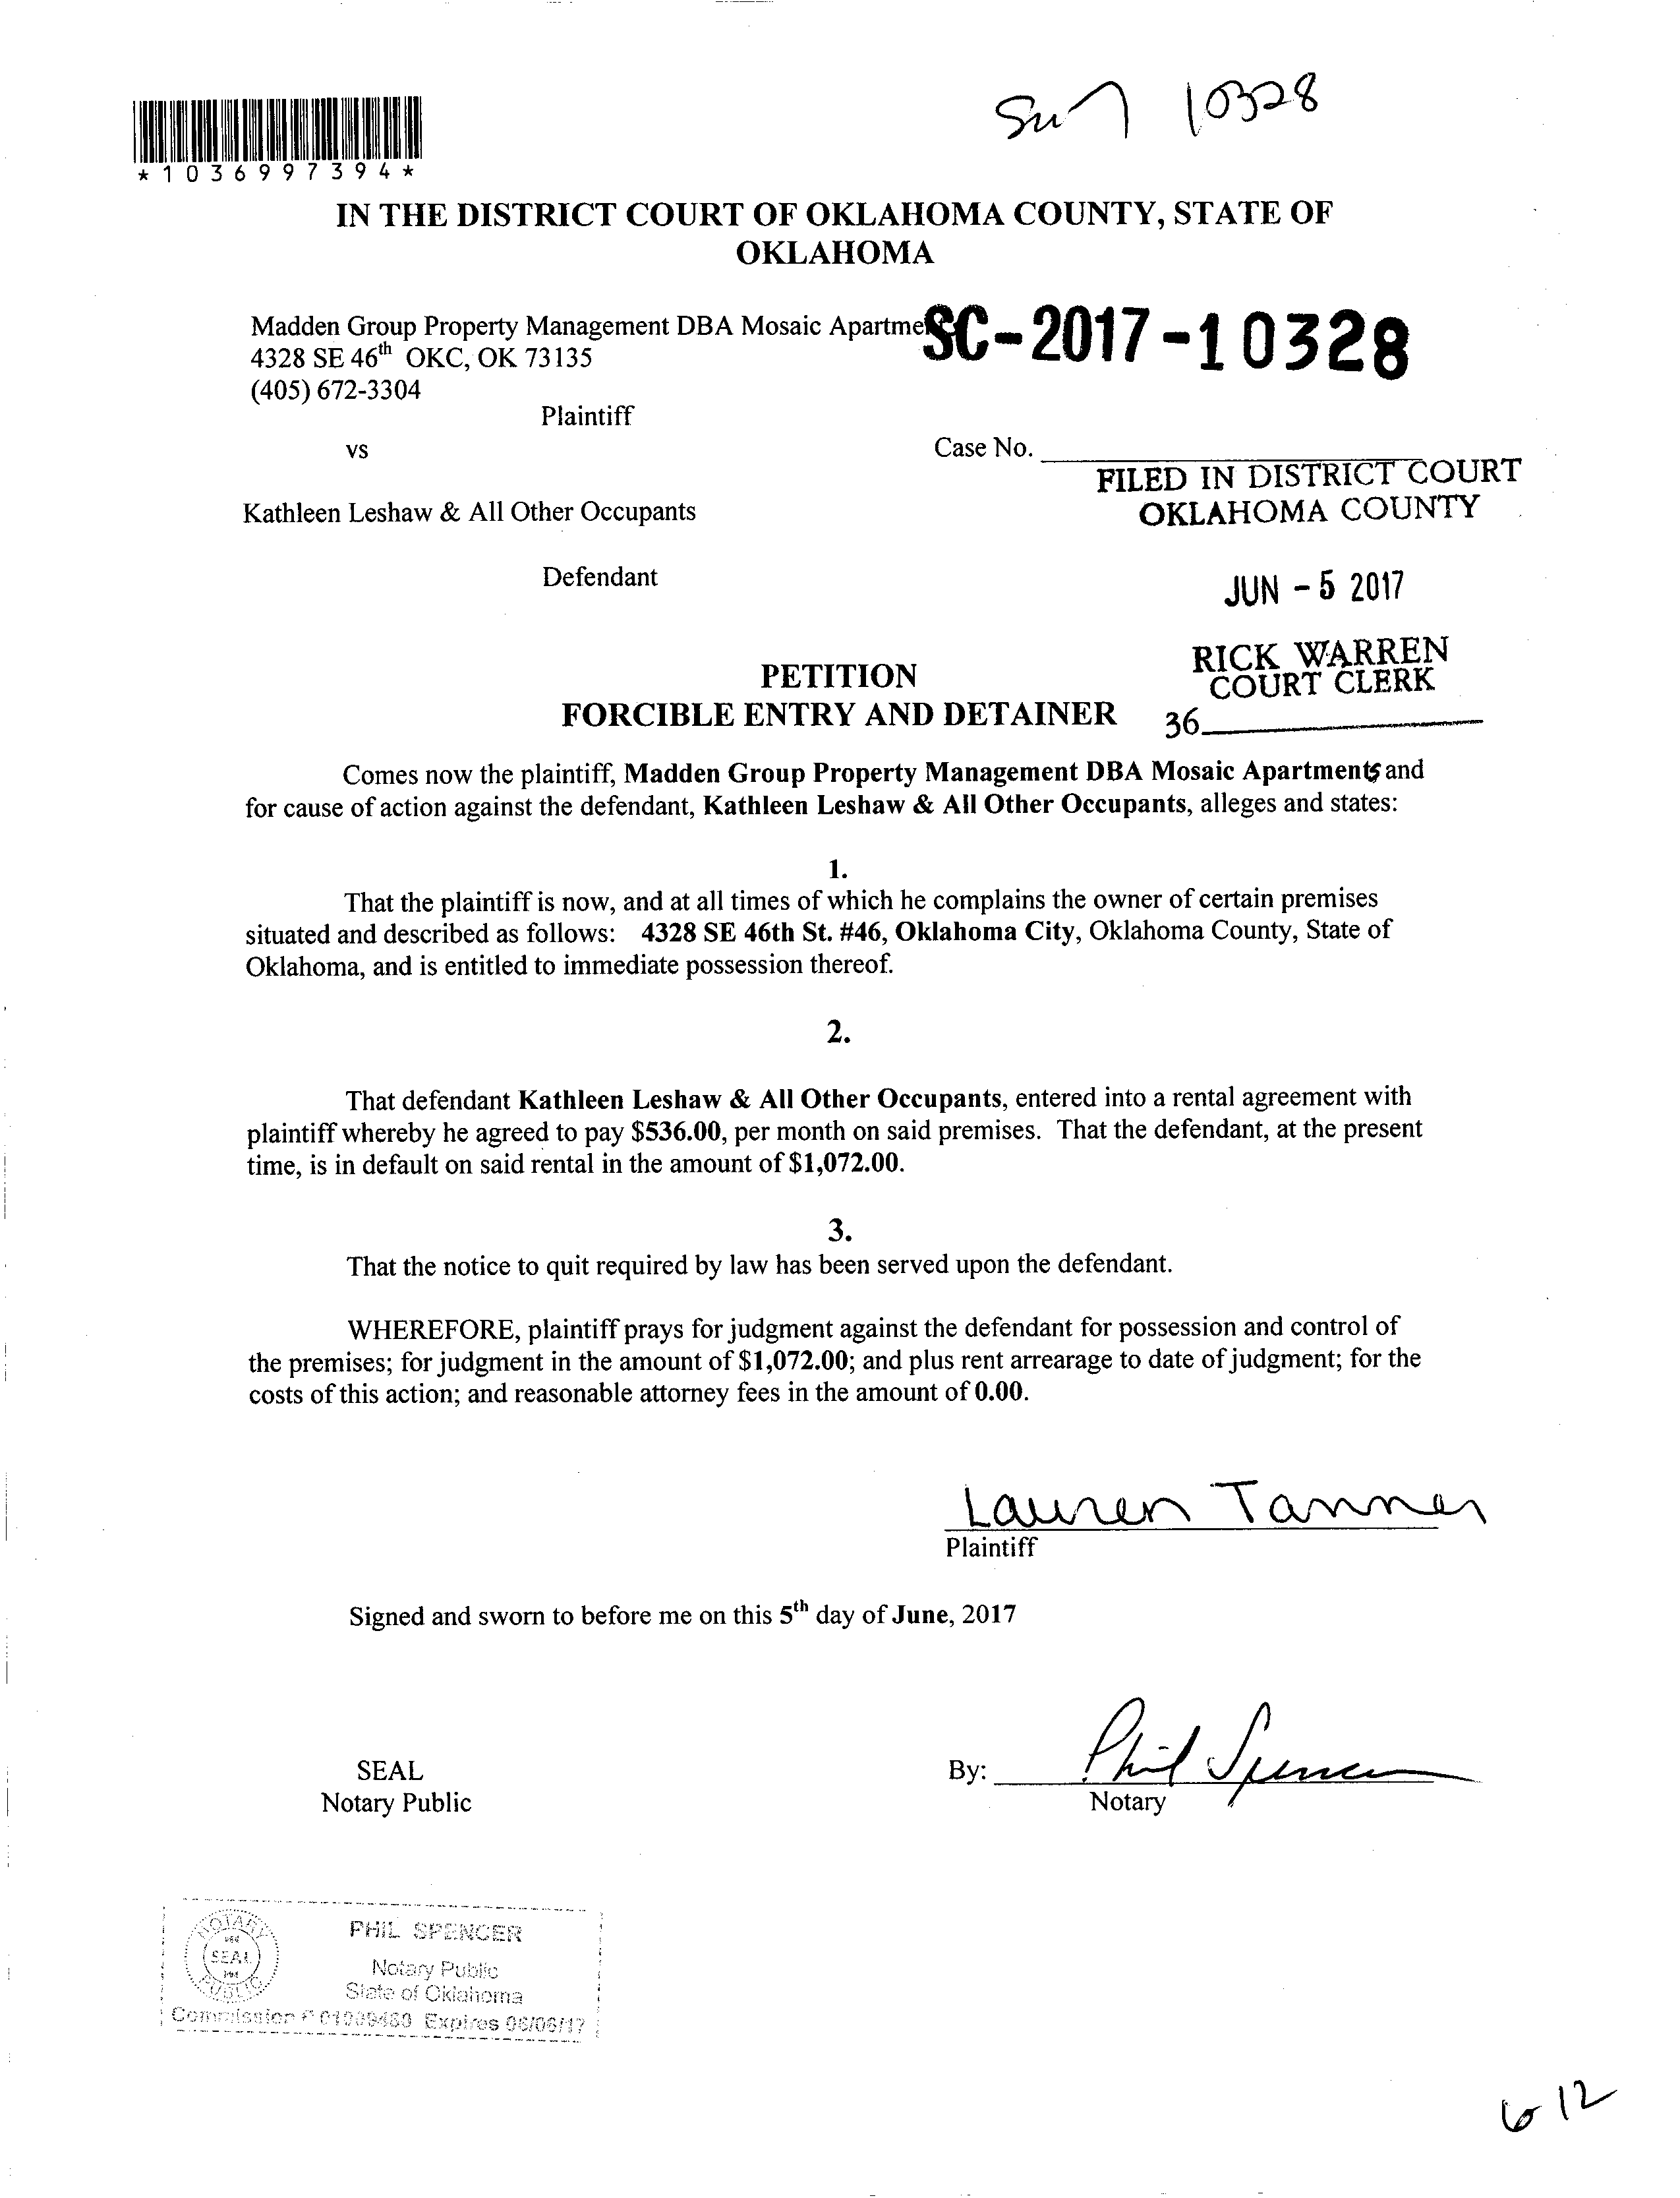 10328
*1036997394*
IN THE DISTRICT COURT OF OKLAHOMA COUNTY, STATE OF
OKLAHOMA
Madden Group Property Management DBA Mosaic Apartme
SC-2017-10328
4328 SE 46th OKC, OK 73135
(405) 672-3304
Plaintiff
vs
Case No.
FILED IN DISTRICT COURT
OKLAHOMA COUNTY
Kathleen Leshaw & All Other Occupants
Defendant
JUN - 5 2017
RICK WARREN
COURT CLERK
36
PETITION
FORCIBLE ENTRY AND DETAINER
Comes now the plaintiff, Madden Group Property Management DBA Mosaic Apartments and
for cause of action against the defendant, Kathleen Leshaw & All Other Occupants, alleges and states:
1.
That the plaintiff is now, and at all times of which he complains the owner of certain premises
situated and described as follows: 4328 SE 46th St. #46, Oklahoma City, Oklahoma County, State of
Oklahoma, and is entitled to immediate possession thereof.
2.
That defendant Kathleen Leshaw & All Other Occupants, entered into a rental agreement with
plaintiff whereby he agreed to pay $536.00, per month on said premises. That the defendant, at the present
time, is in default on said rental in the amount of $1,072.00.
3.
That the notice to quit required by law has been served upon the defendant.
WHEREFORE, plaintiff prays for judgment against the defendant for possession and control of
the premises; for judgment in the amount of $1,072.00; and plus rent arrearage to date of judgment; for the
costs of this action; and reasonable attorney fees in the amount of 0.00.
Lauren Tanner
Plaintiff
Signed and sworn to before me on this 5th day of June, 2017
SEAL
Notary Public
By: Phil Spencer
Notary
NOTARY
SEAL
PUBLIC
PHIL SPENCER
Notary Public
State of Oklahoma
Commission # Expires 06/06/17
6 12